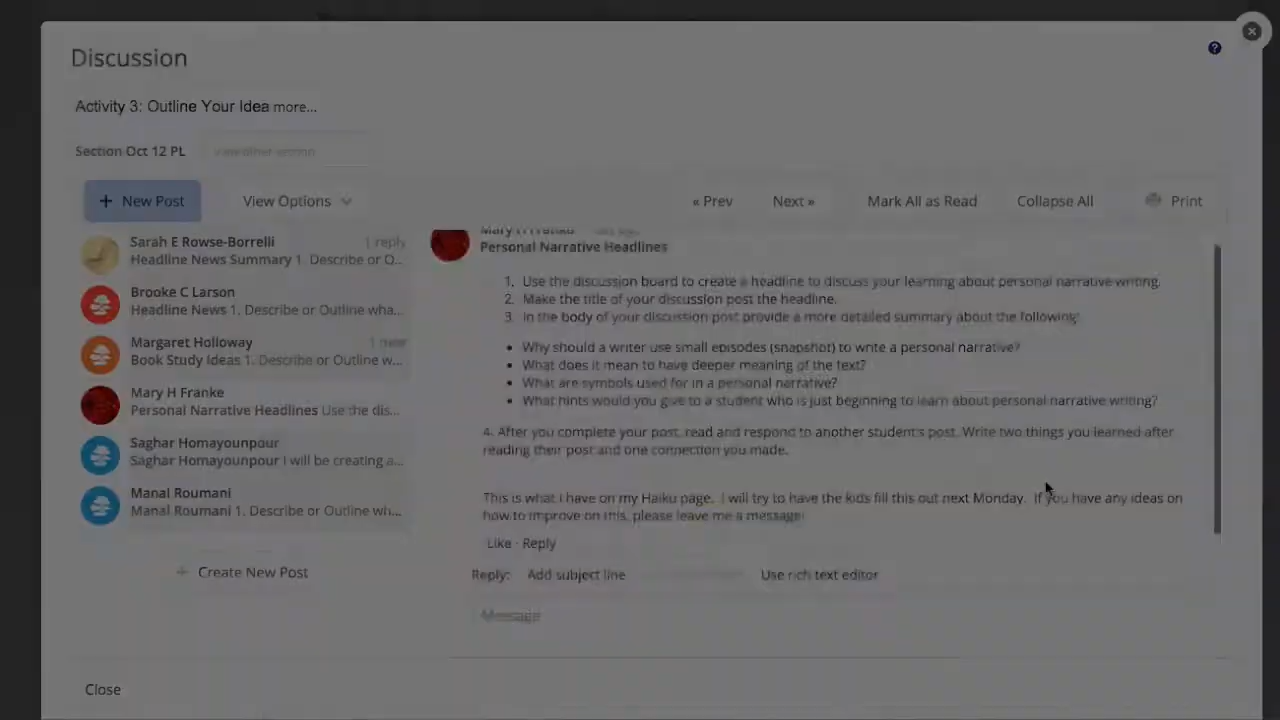 Discussion
?
Activity 3: Outline Your Idea more...
Section Oct 12 PL
View other section
+ New Post
View Options
« Prev
Next »
Mark All as Read
Collapse All
Print
Sarah E Rowse-Borrelli 1 reply
Headline News Summary 1. Describe or O...
Brooke C Larson
Headline News 1. Describe or Outline wha...
Margaret Holloway 1 new
Book Study Ideas 1. Describe or Outline w...
Mary H Franke
Personal Narrative Headlines Use the dis...
Saghar Homayounpour
Saghar Homayounpour I will be creating a...
Manal Roumani
Manal Roumani 1. Describe or Outline wh...
+ Create New Post
Mary H Franke
Personal Narrative Headlines
1. Use the discussion board to create a headline to discuss your learning about personal narrative writing.
2. Make the title of your discussion post the headline.
3. In the body of your discussion post provide a more detailed summary about the following:
• Why should a writer use small episodes (snapshot) to write a personal narrative?
• What does it mean to have deeper meaning of the text?
• What are symbols used for in a personal narrative?
• What hints would you give to a student who is just beginning to learn about personal narrative writing?
4. After you complete your post, read and respond to another student's post. Write two things you learned after
reading their post and one connection you made.
This is what I have on my Haiku page. I will try to have the kids fill this out next Monday. If you have any ideas on
how to improve on this, please leave me a message!
Like · Reply
Reply: Add subject line
Use rich text editor
Message
Close